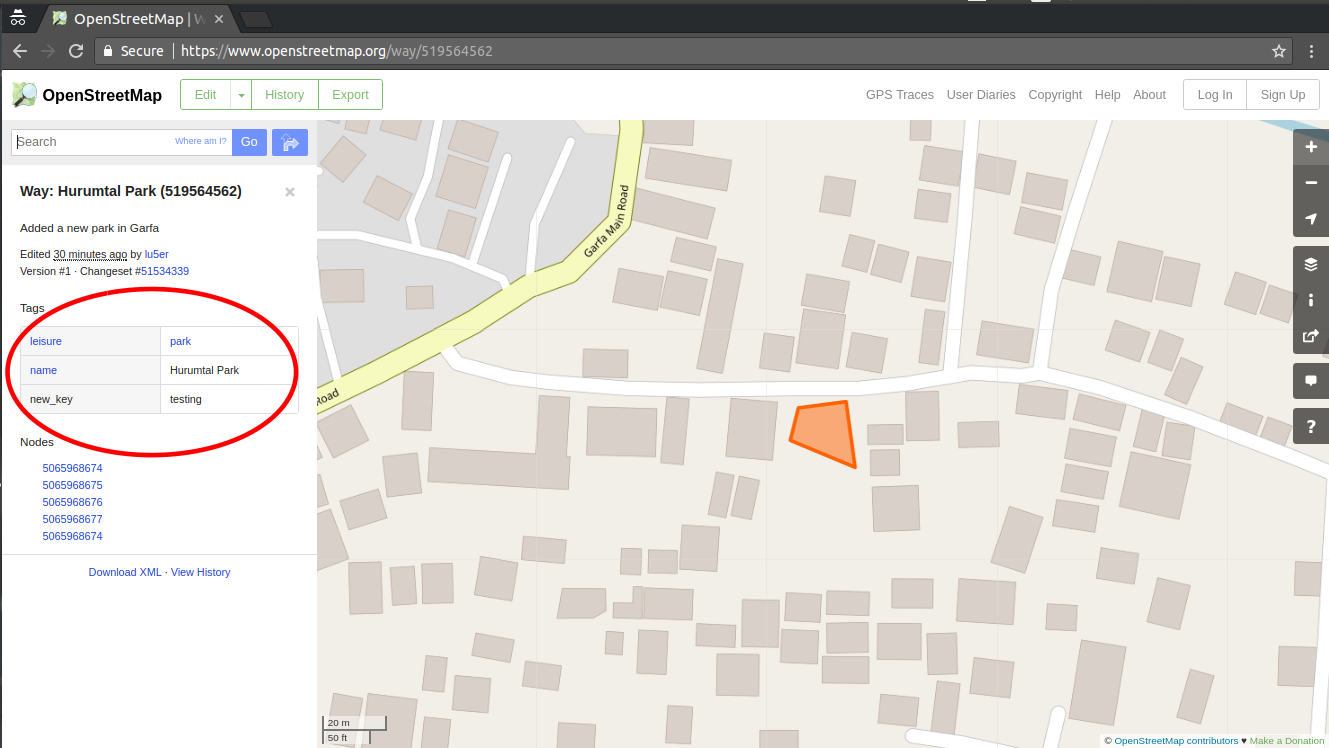 OpenStreetMap | W
Secure https://www.openstreetmap.org/way/519564562
OpenStreetMap Edit History Export GPS Traces User Diaries Copyright Help About Log In Sign Up
Search Where am I? Go
Way: Hurumtal Park (519564562) ×
Added a new park in Garfa
Edited 30 minutes ago by lu5er
Version #1 · Changeset #51534339
Tags
leisure park
name Hurumtal Park
new_key testing
Nodes
5065968674
5065968675
5065968676
5065968677
5065968674
Download XML · View History
Garfa Main Road
Road
20 m
50 ft
© OpenStreetMap contributors ♥ Make a Donation